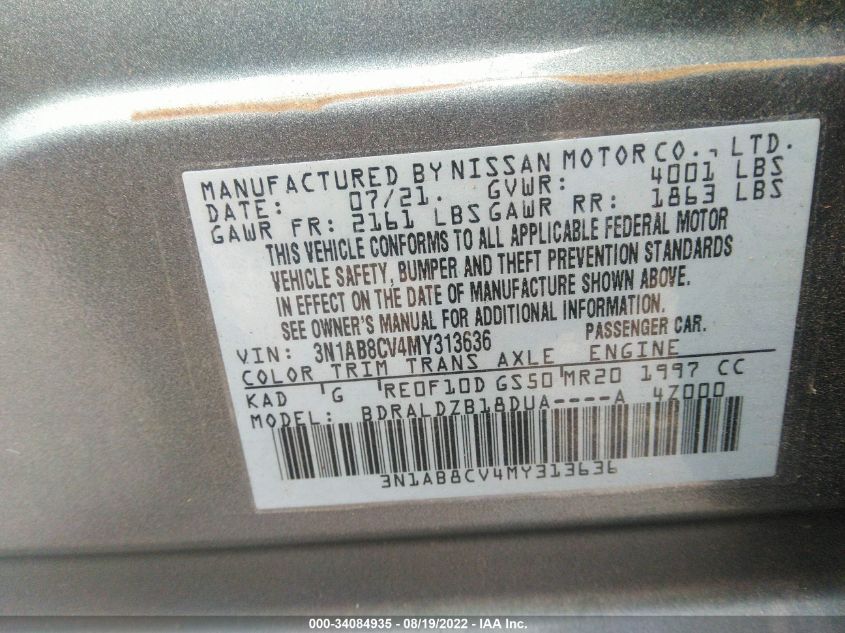 MANUFACTURED BY NISSAN MOTOR CO., LTD.
DATE: 07/21. GVWR: 4001 LBS
GAWR FR: 2161 LBS GAWR RR: 1863 LBS
THIS VEHICLE CONFORMS TO ALL APPLICABLE FEDERAL MOTOR
VEHICLE SAFETY, BUMPER AND THEFT PREVENTION STANDARDS
IN EFFECT ON THE DATE OF MANUFACTURE SHOWN ABOVE.
SEE OWNER'S MANUAL FOR ADDITIONAL INFORMATION.
VIN: 3N1AB8CV4MY313636 PASSENGER CAR.
COLOR TRIM TRANS AXLE ENGINE
KAD G RE0F10D GS50 MR20 1997 CC
MODEL: BDRALDZB18DUA----A 4Z000
3N1AB8CV4MY313636
000-34084935 - 08/19/2022 - IAA Inc.